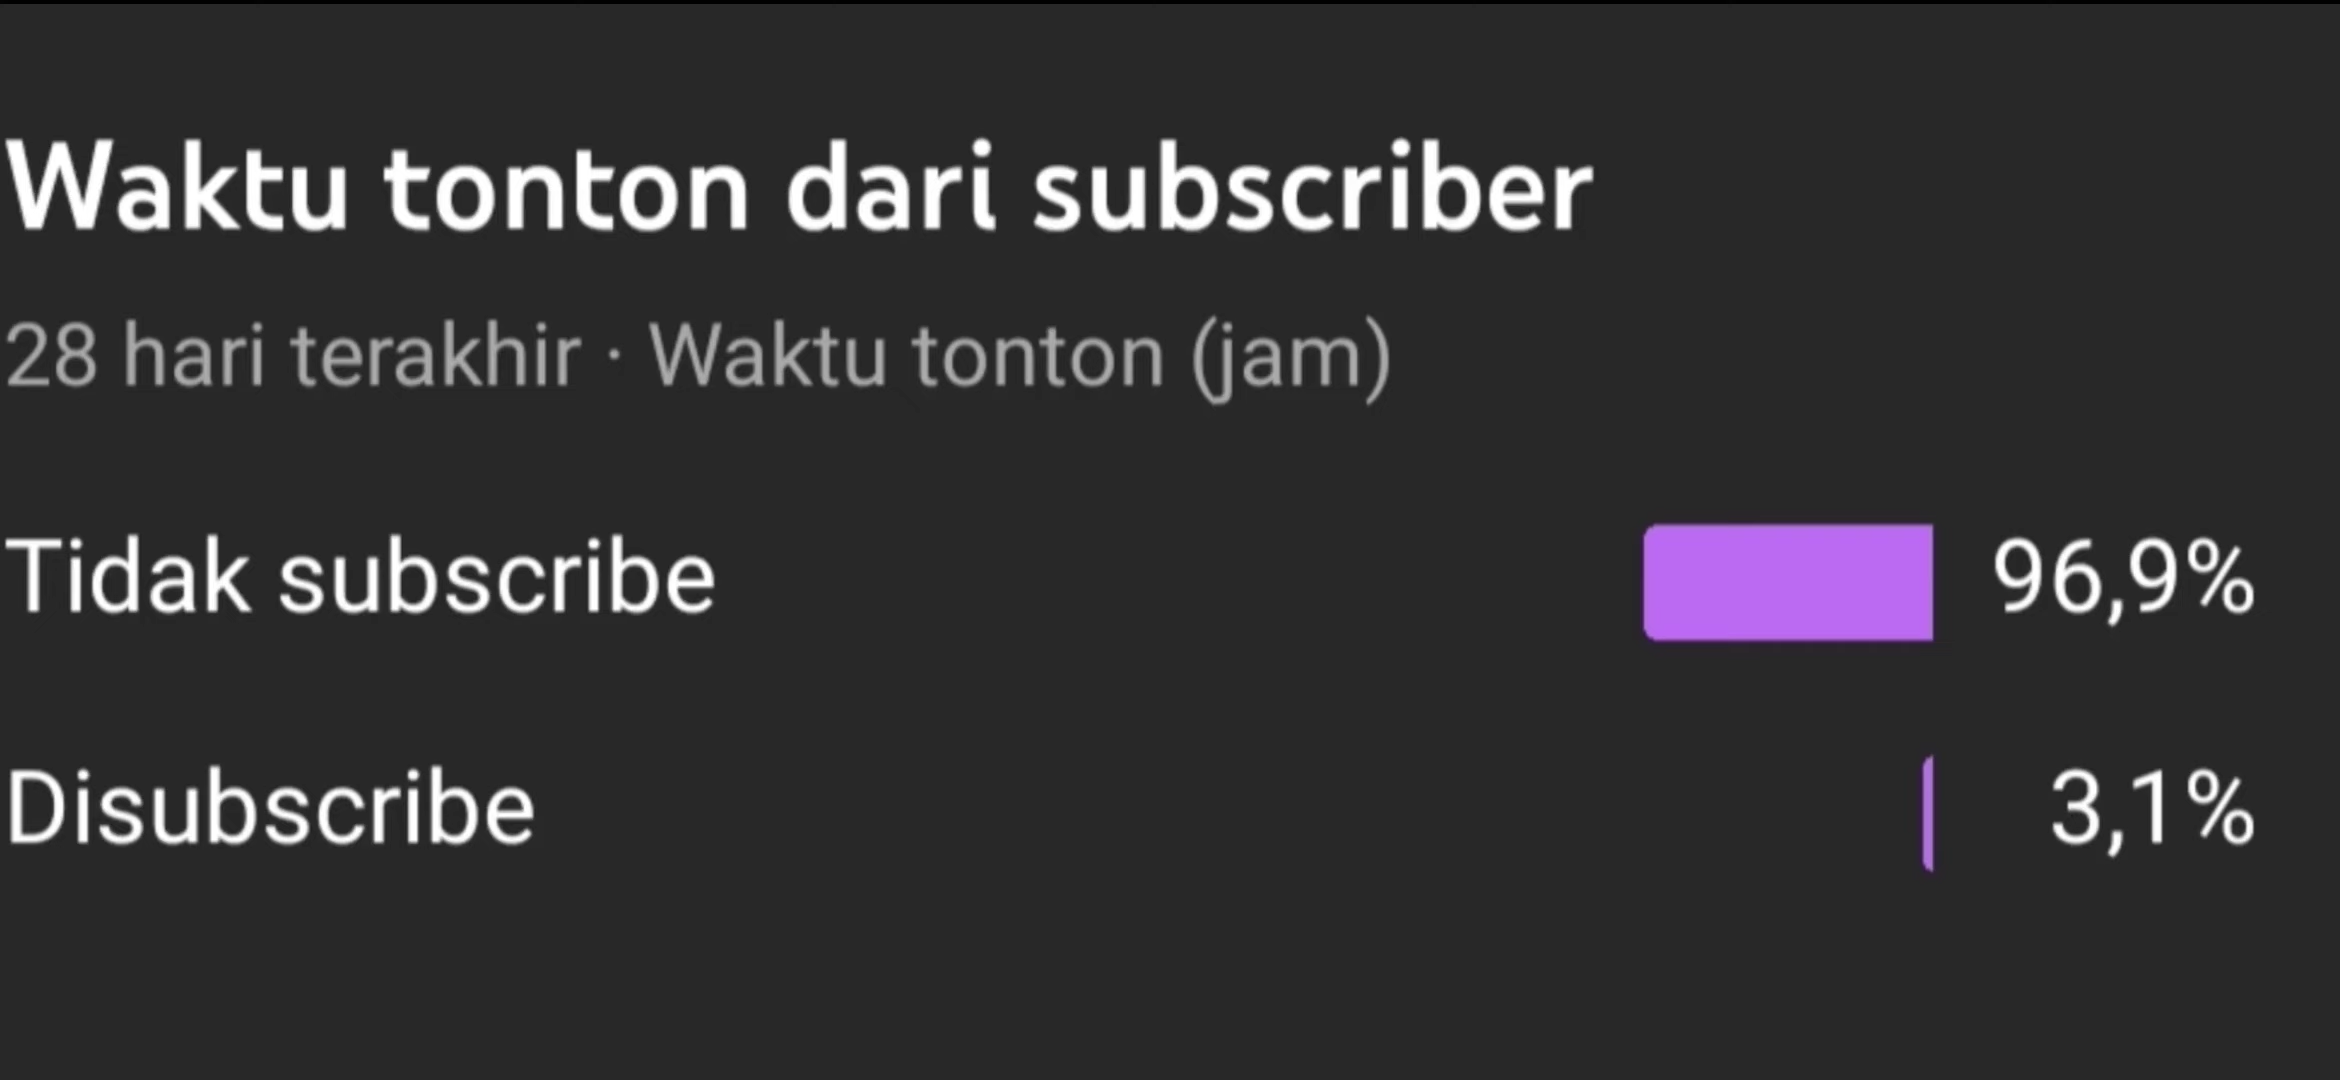 Waktu tonton dari subscriber
28 hari terakhir · Waktu tonton (jam)
Tidak subscribe 96,9%
Disubscribe 3,1%